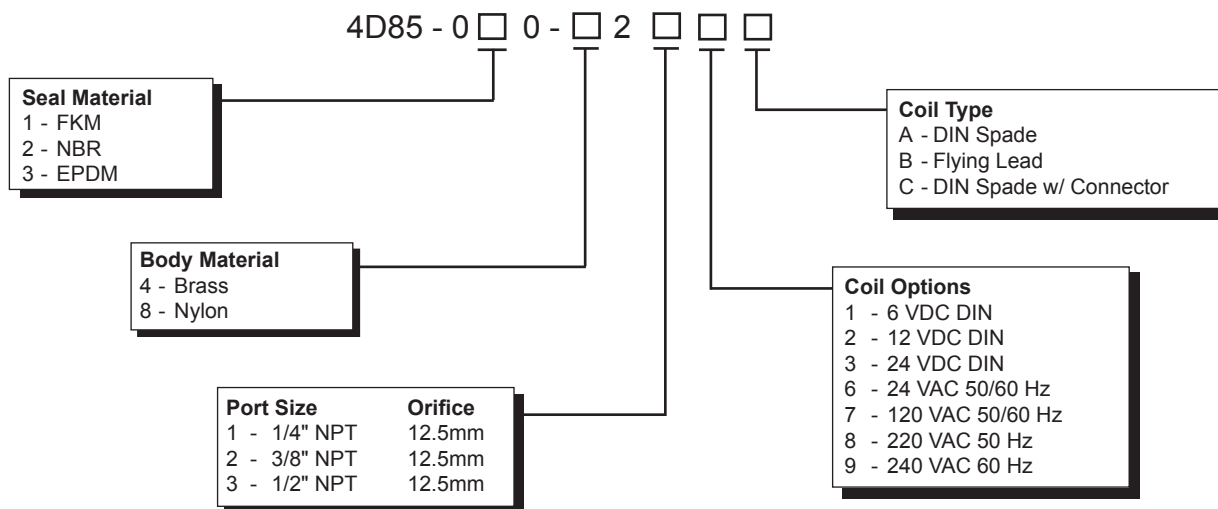 4D85 - 0 □ 0 - □ 2 □ □ □
Seal Material
1 - FKM
2 - NBR
3 - EPDM
Coil Type
A - DIN Spade
B - Flying Lead
C - DIN Spade w/ Connector
Body Material
4 - Brass
8 - Nylon
Coil Options
1 - 6 VDC DIN
2 - 12 VDC DIN
3 - 24 VDC DIN
6 - 24 VAC 50/60 Hz
7 - 120 VAC 50/60 Hz
8 - 220 VAC 50 Hz
9 - 240 VAC 60 Hz
Port Size Orifice
1 - 1/4" NPT 12.5mm
2 - 3/8" NPT 12.5mm
3 - 1/2" NPT 12.5mm